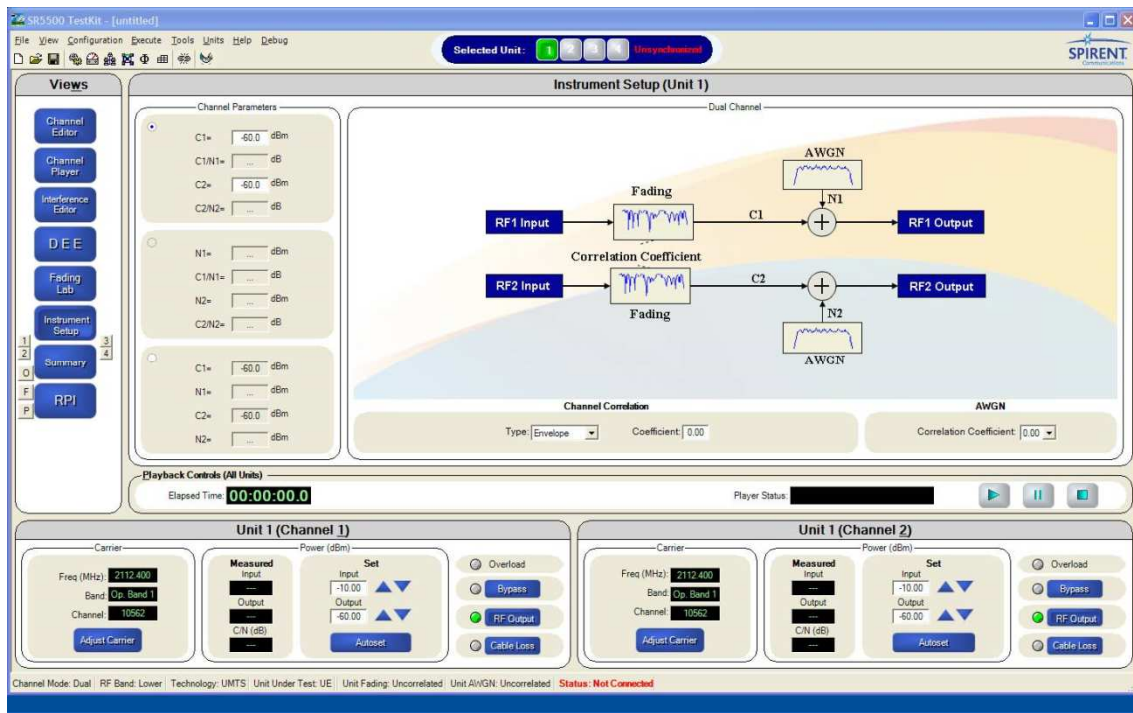 SR5500 TestKit - [untitled]
File View Configuration Execute Tools Units Help Debug
Selected Unit: 1 2 3 4 Unsynchronized
SPIRENT
Communications
Views
Channel Editor
Channel Player
Interference Editor
DEE
Fading Lab
Instrument Setup
1 3
2 Summary 4
O
F RPI
P
Instrument Setup (Unit 1)
Channel Parameters
C1= -60.0 dBm
C1/N1= ... dB
C2= -60.0 dBm
C2/N2= ... dB
N1= ... dBm
C1/N1= ... dB
N2= ... dBm
C2/N2= ... dB
C1= -60.0 dBm
N1= ... dBm
C2= -60.0 dBm
N2= ... dBm
Dual Channel
AWGN
Fading
N1
RF1 Input C1 + RF1 Output
Correlation Coefficient
RF2 Input C2 + RF2 Output
Fading
N2
AWGN
Channel Correlation
Type: Envelope Coefficient: 0.00
AWGN
Correlation Coefficient: 0.00
Playback Controls (All Units)
Elapsed Time: 00:00:00.0
Player Status:
Unit 1 (Channel 1)
Carrier
Freq (MHz): 2112.400
Band: Op. Band 1
Channel: 10562
Adjust Carrier
Power (dBm)
Measured
Input
---
Output
---
C/N (dB)
---
Set
Input
-10.00
Output
-60.00
Autoset
Overload
Bypass
RF Output
Cable Loss
Unit 1 (Channel 2)
Carrier
Freq (MHz): 2112.400
Band: Op. Band 1
Channel: 10562
Adjust Carrier
Power (dBm)
Measured
Input
---
Output
---
C/N (dB)
---
Set
Input
-10.00
Output
-60.00
Autoset
Overload
Bypass
RF Output
Cable Loss
Channel Mode: Dual RF Band: Lower Technology: UMTS Unit Under Test: UE Unit Fading: Uncorrelated Unit AWGN: Uncorrelated Status: Not Connected